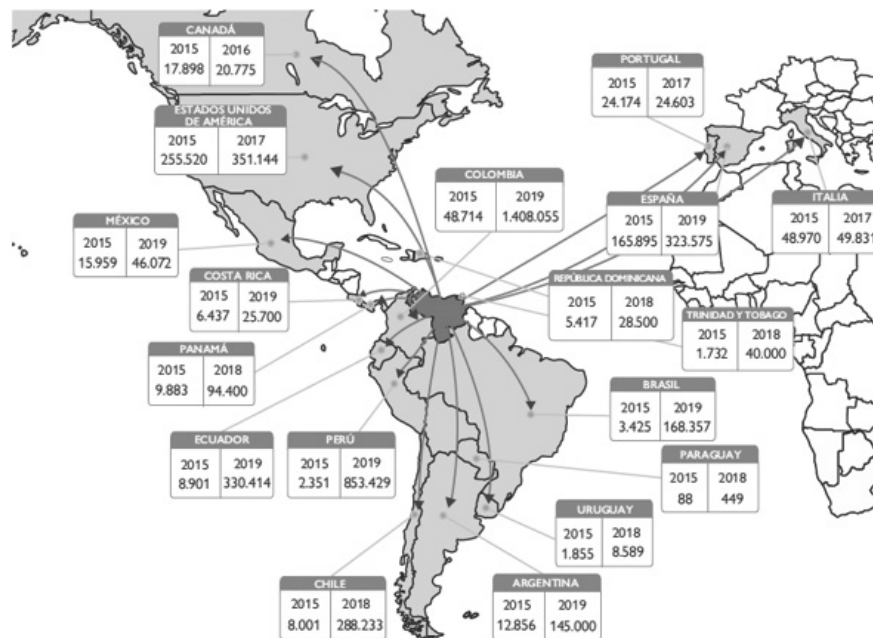 CANADÁ
2015 2016
17.898 20.775
ESTADOS UNIDOS
DE AMÉRICA
2015 2017
255.520 351.144
PORTUGAL
2015 2017
24.174 24.603
COLOMBIA
2015 2019
48.714 1.408.055
ESPAÑA
2015 2019
165.895 323.575
ITALIA
2015 2017
48.970 49.831
MÉXICO
2015 2019
15.959 46.072
COSTA RICA
2015 2019
6.437 25.700
REPÚBLICA DOMINICANA
2015 2018
5.417 28.500
TRINIDAD Y TOBAGO
2015 2018
1.732 40.000
PANAMÁ
2015 2018
9.883 94.400
BRASIL
2015 2019
3.425 168.357
ECUADOR
2015 2019
8.901 330.414
PERÚ
2015 2019
2.351 853.429
PARAGUAY
2015 2018
88 449
URUGUAY
2015 2018
1.855 8.589
CHILE
2015 2018
8.001 288.233
ARGENTINA
2015 2019
12.856 145.000